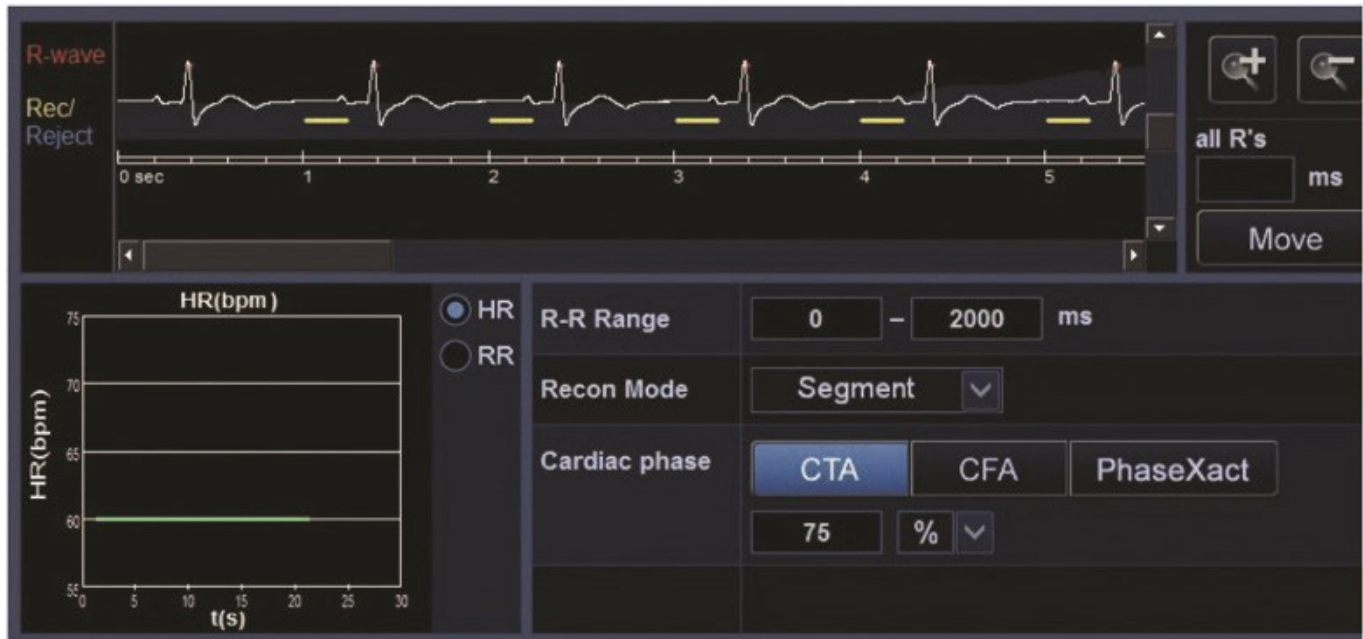 R-wave
Rec/
Reject
0 sec 1 2 3 4 5
all R's
ms
Move
HR(bpm)
HR(bpm)
75
70
65
60
55
0 5 10 15 20 25 30
t(s)
HR
RR
R-R Range 0 – 2000 ms
Recon Mode Segment
Cardiac phase CTA CFA PhaseXact
75 %